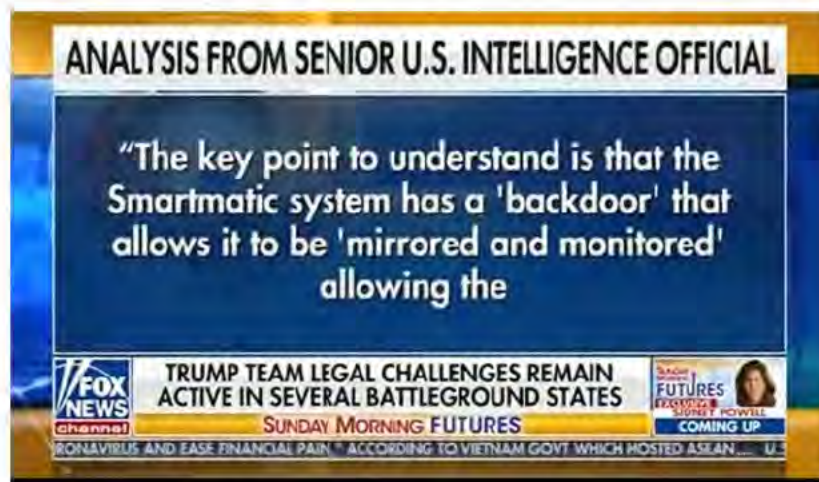 ANALYSIS FROM SENIOR U.S. INTELLIGENCE OFFICIAL
“The key point to understand is that the
Smartmatic system has a 'backdoor' that
allows it to be 'mirrored and monitored'
allowing the
FOX
NEWS
channel
TRUMP TEAM LEGAL CHALLENGES REMAIN
ACTIVE IN SEVERAL BATTLEGROUND STATES
SUNDAY MORNING FUTURES
SUNDAY
MORNING
FUTURES
EXCLUSIVE
SIDNEY POWELL
COMING UP
RONAVIRUS AND EASE FINANCIAL PAIN," ACCORDING TO VIETNAM GOVT WHICH HOSTED ASEAN... U.S